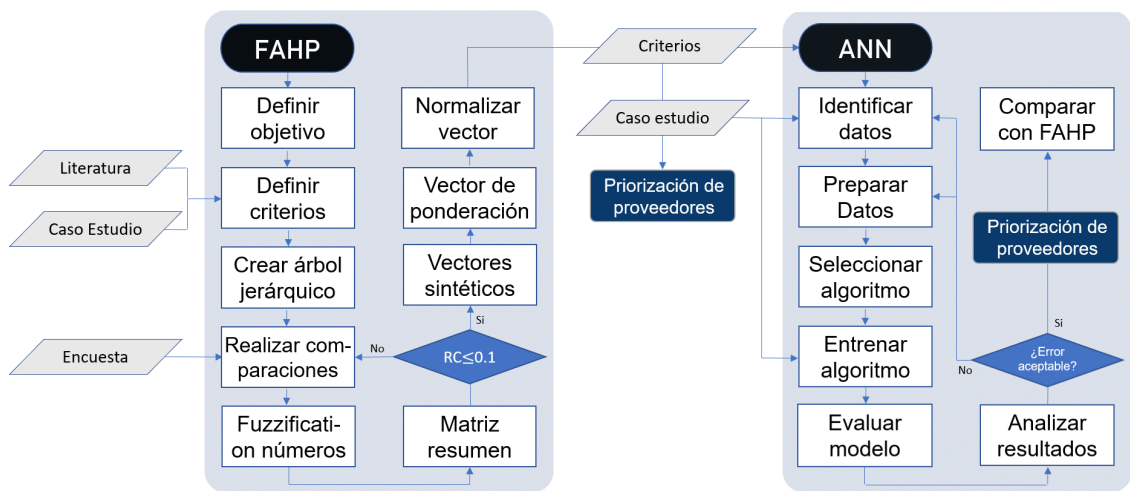 FAHP
Definir
objetivo
Literatura
Caso Estudio
Definir
criterios
Crear árbol
jerárquico
Encuesta
Realizar com-
paraciones
Fuzzificati-
on números
Matriz
resumen
RC≤0.1
No
Si
Vectores
sintéticos
Vector de
ponderación
Normalizar
vector
Criterios
Caso estudio
Priorización de
proveedores
ANN
Identificar
datos
Preparar
Datos
Seleccionar
algoritmo
Entrenar
algoritmo
Evaluar
modelo
Analizar
resultados
¿Error
aceptable?
No
Si
Priorización de
proveedores
Comparar
con FAHP